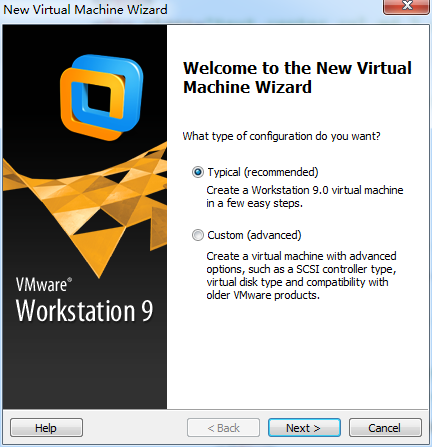 New Virtual Machine Wizard
Welcome to the New Virtual
Machine Wizard
What type of configuration do you want?
Typical (recommended)
Create a Workstation 9.0 virtual machine
in a few easy steps.
Custom (advanced)
Create a virtual machine with advanced
options, such as a SCSI controller type,
virtual disk type and compatibility with
older VMware products.
VMware®
Workstation 9
Help
< Back
Next >
Cancel